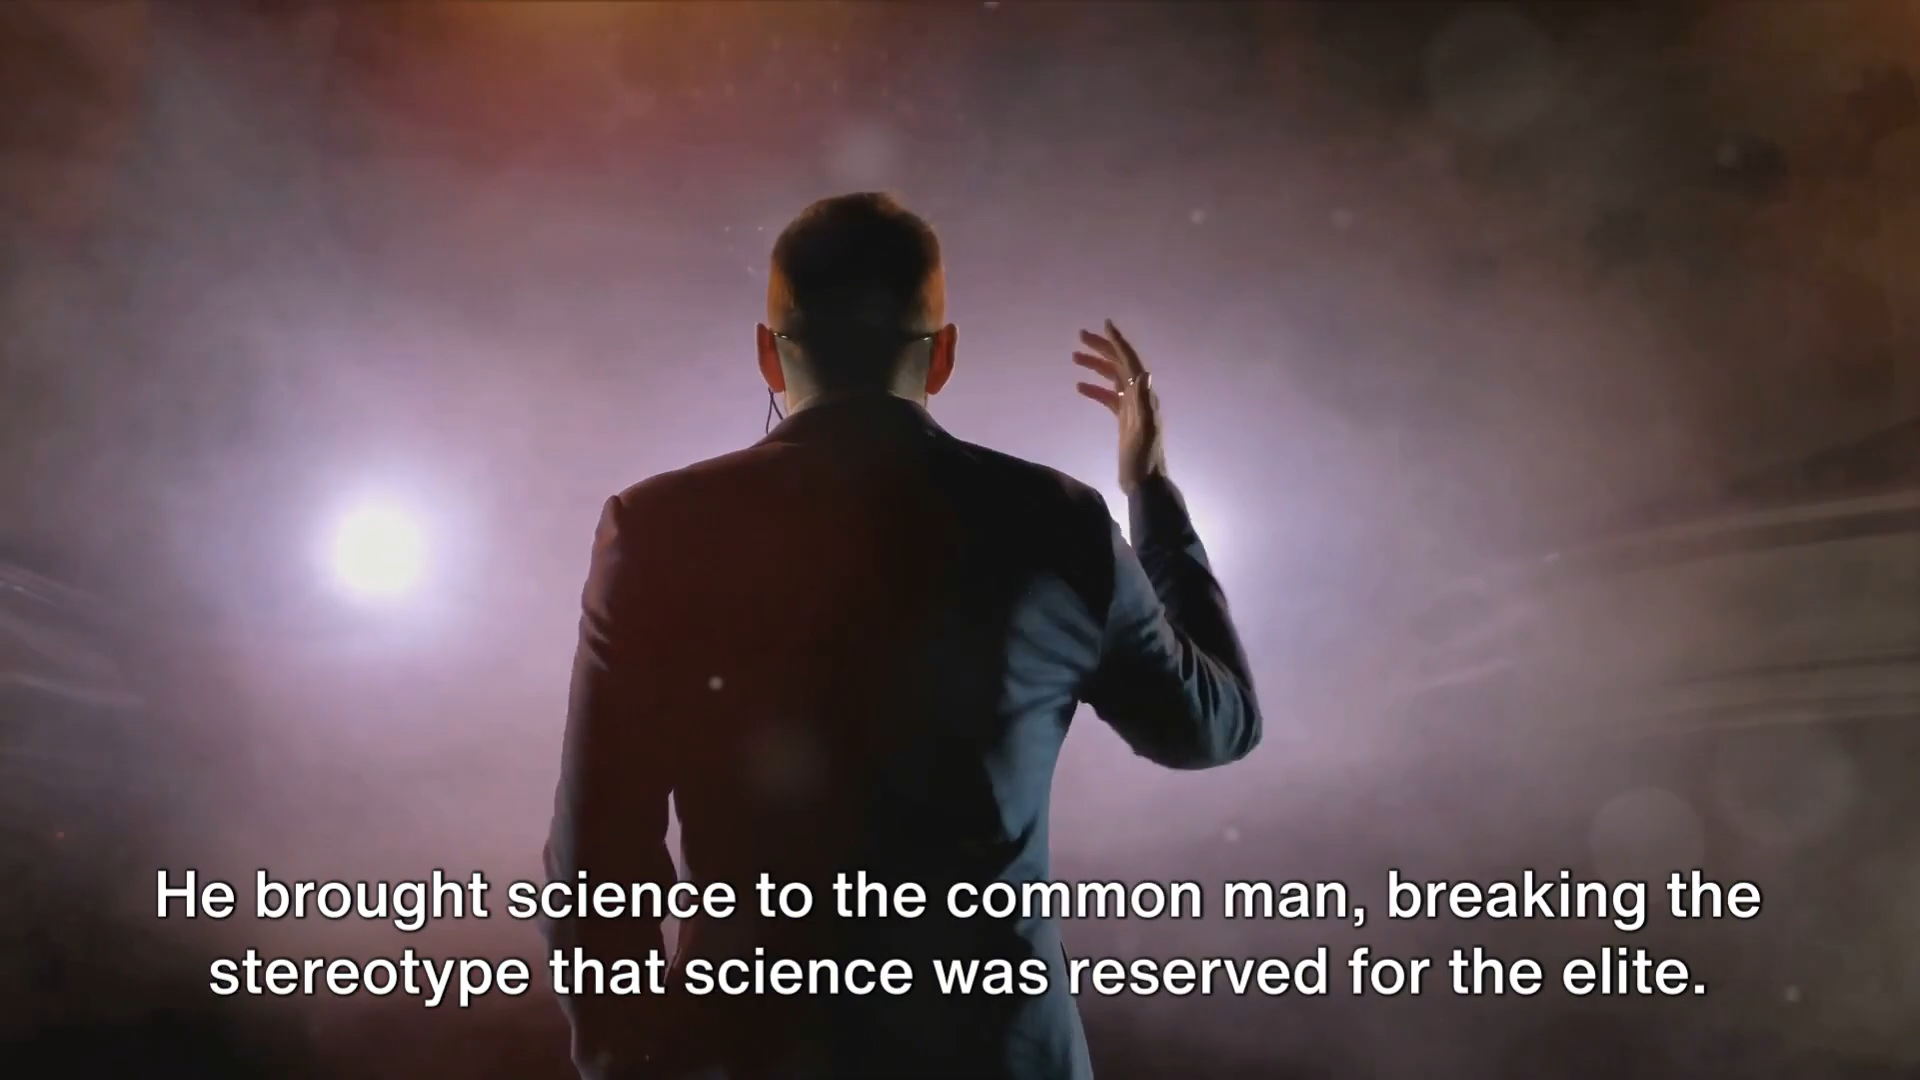 He brought science to the common man, breaking the
stereotype that science was reserved for the elite.